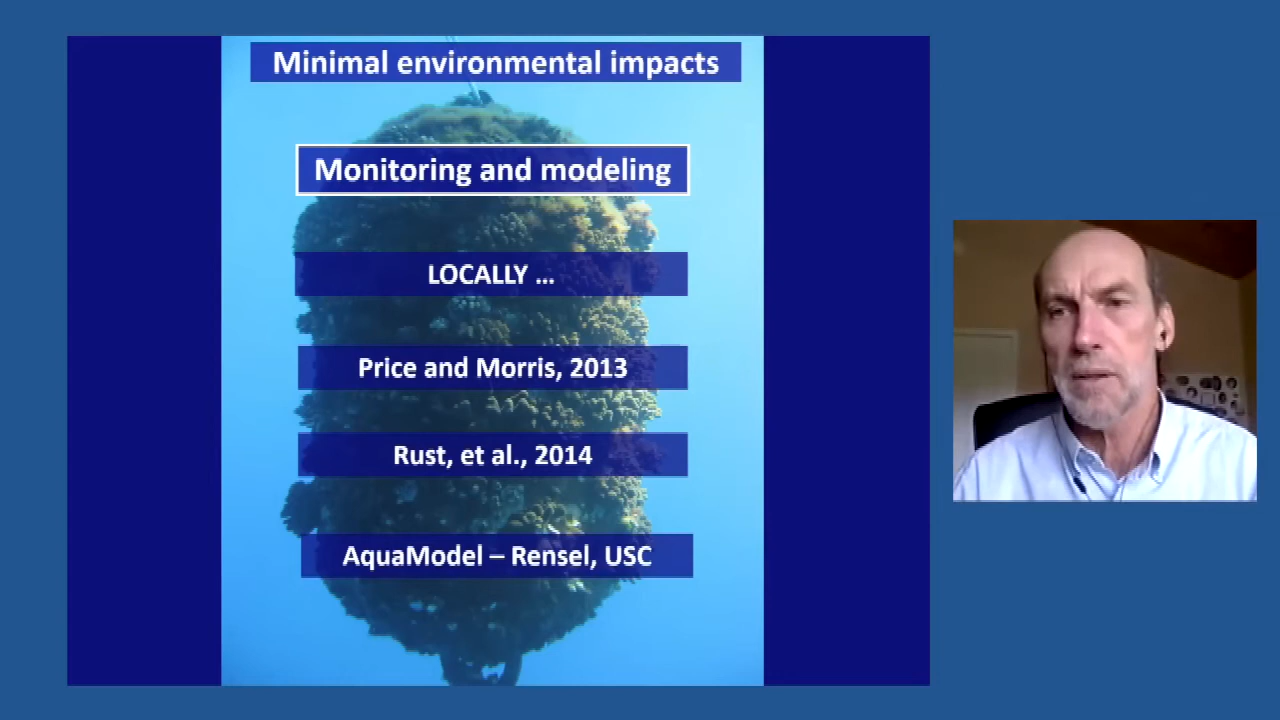 Minimal environmental impacts
Monitoring and modeling
LOCALLY ...
Price and Morris, 2013
Rust, et al., 2014
AquaModel – Rensel, USC